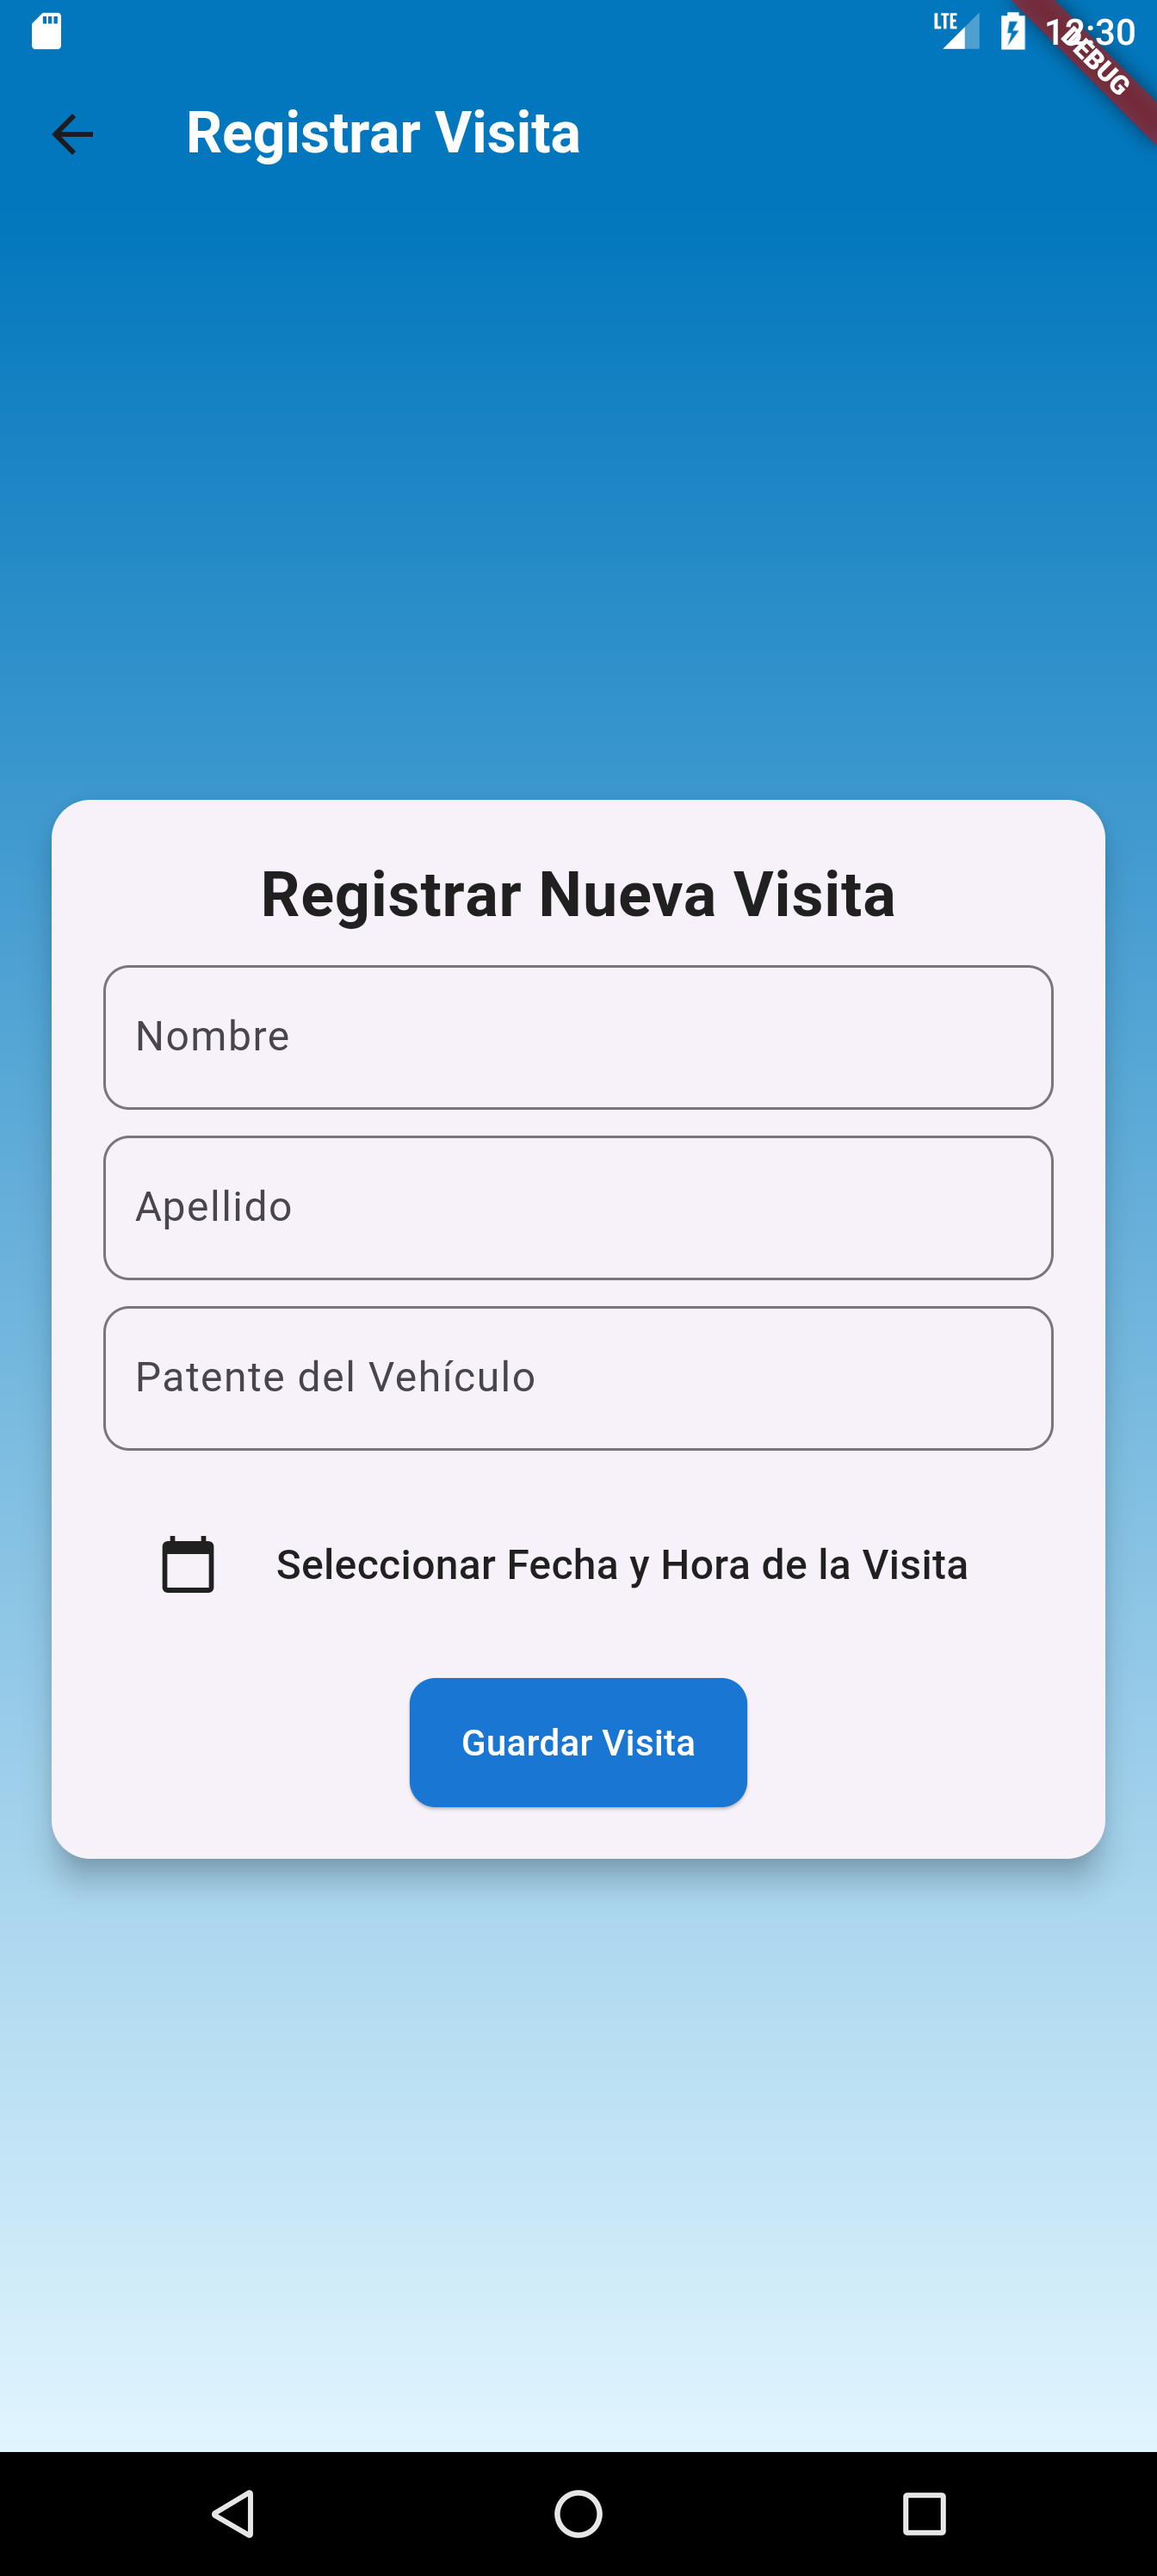 LTE 12:30
DEBUG
Registrar Visita
Registrar Nueva Visita
Nombre
Apellido
Patente del Vehículo
Seleccionar Fecha y Hora de la Visita
Guardar Visita